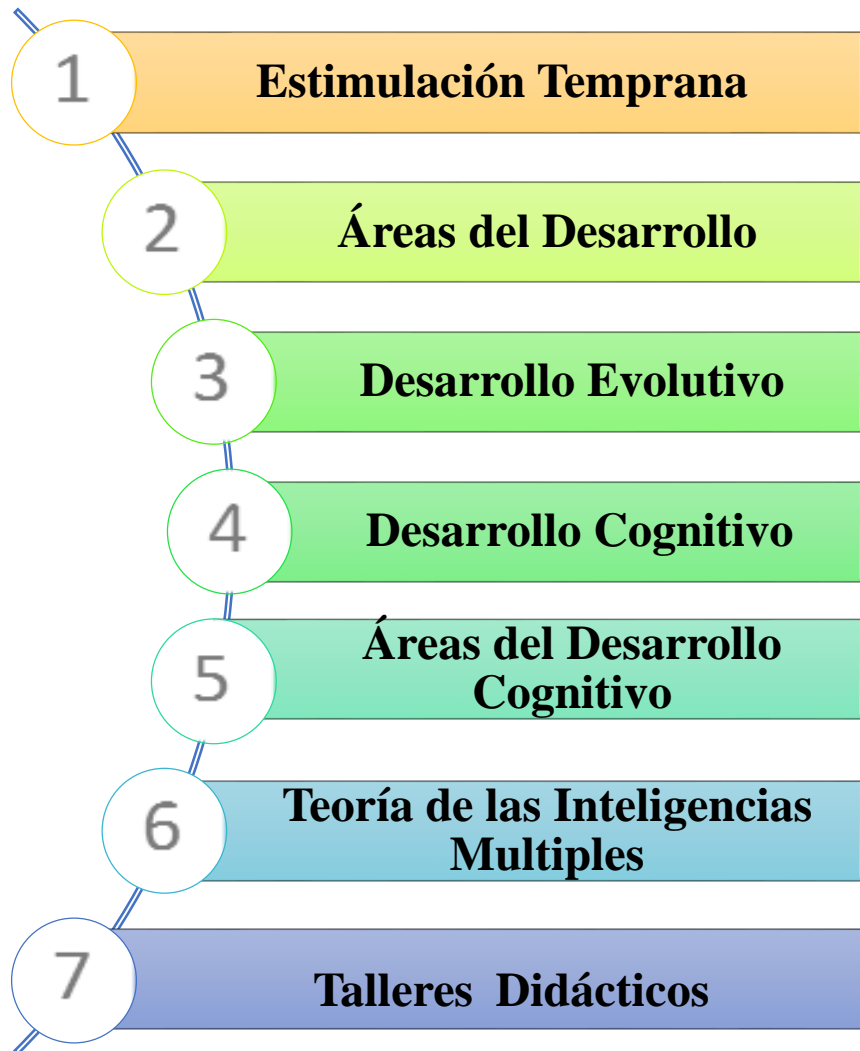 1
Estimulación Temprana
2
Áreas del Desarrollo
3
Desarrollo Evolutivo
4
Desarrollo Cognitivo
5
Áreas del Desarrollo
Cognitivo
6
Teoría de las Inteligencias
Multiples
7
Talleres Didácticos